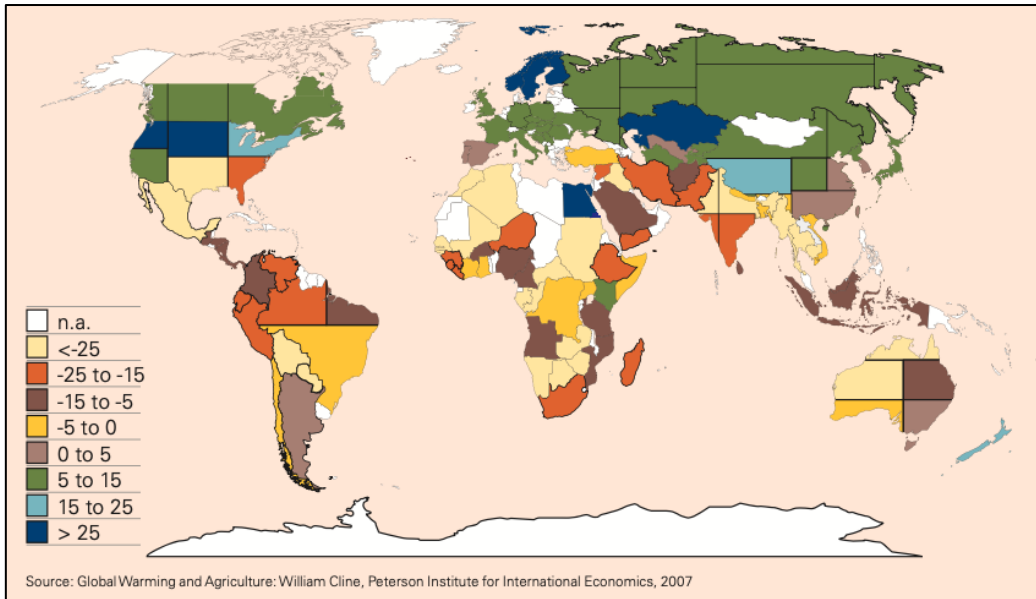 n.a.
<-25
-25 to -15
-15 to -5
-5 to 0
0 to 5
5 to 15
15 to 25
> 25
Source: Global Warming and Agriculture: William Cline, Peterson Institute for International Economics, 2007